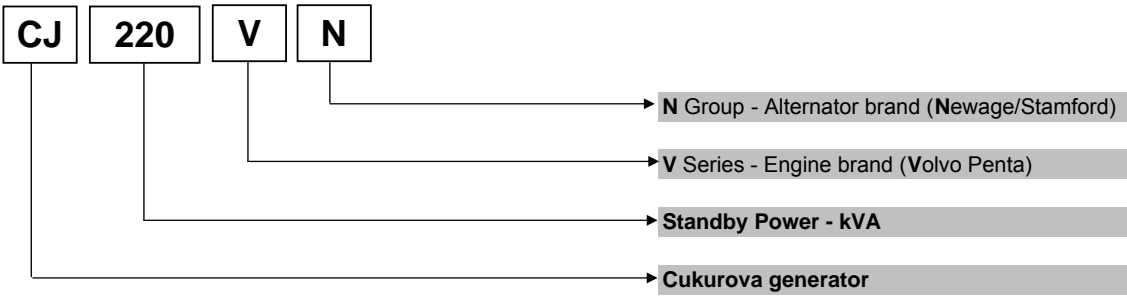 CJ 220 V N
N Group - Alternator brand (Newage/Stamford)
V Series - Engine brand (Volvo Penta)
Standby Power - kVA
Cukurova generator